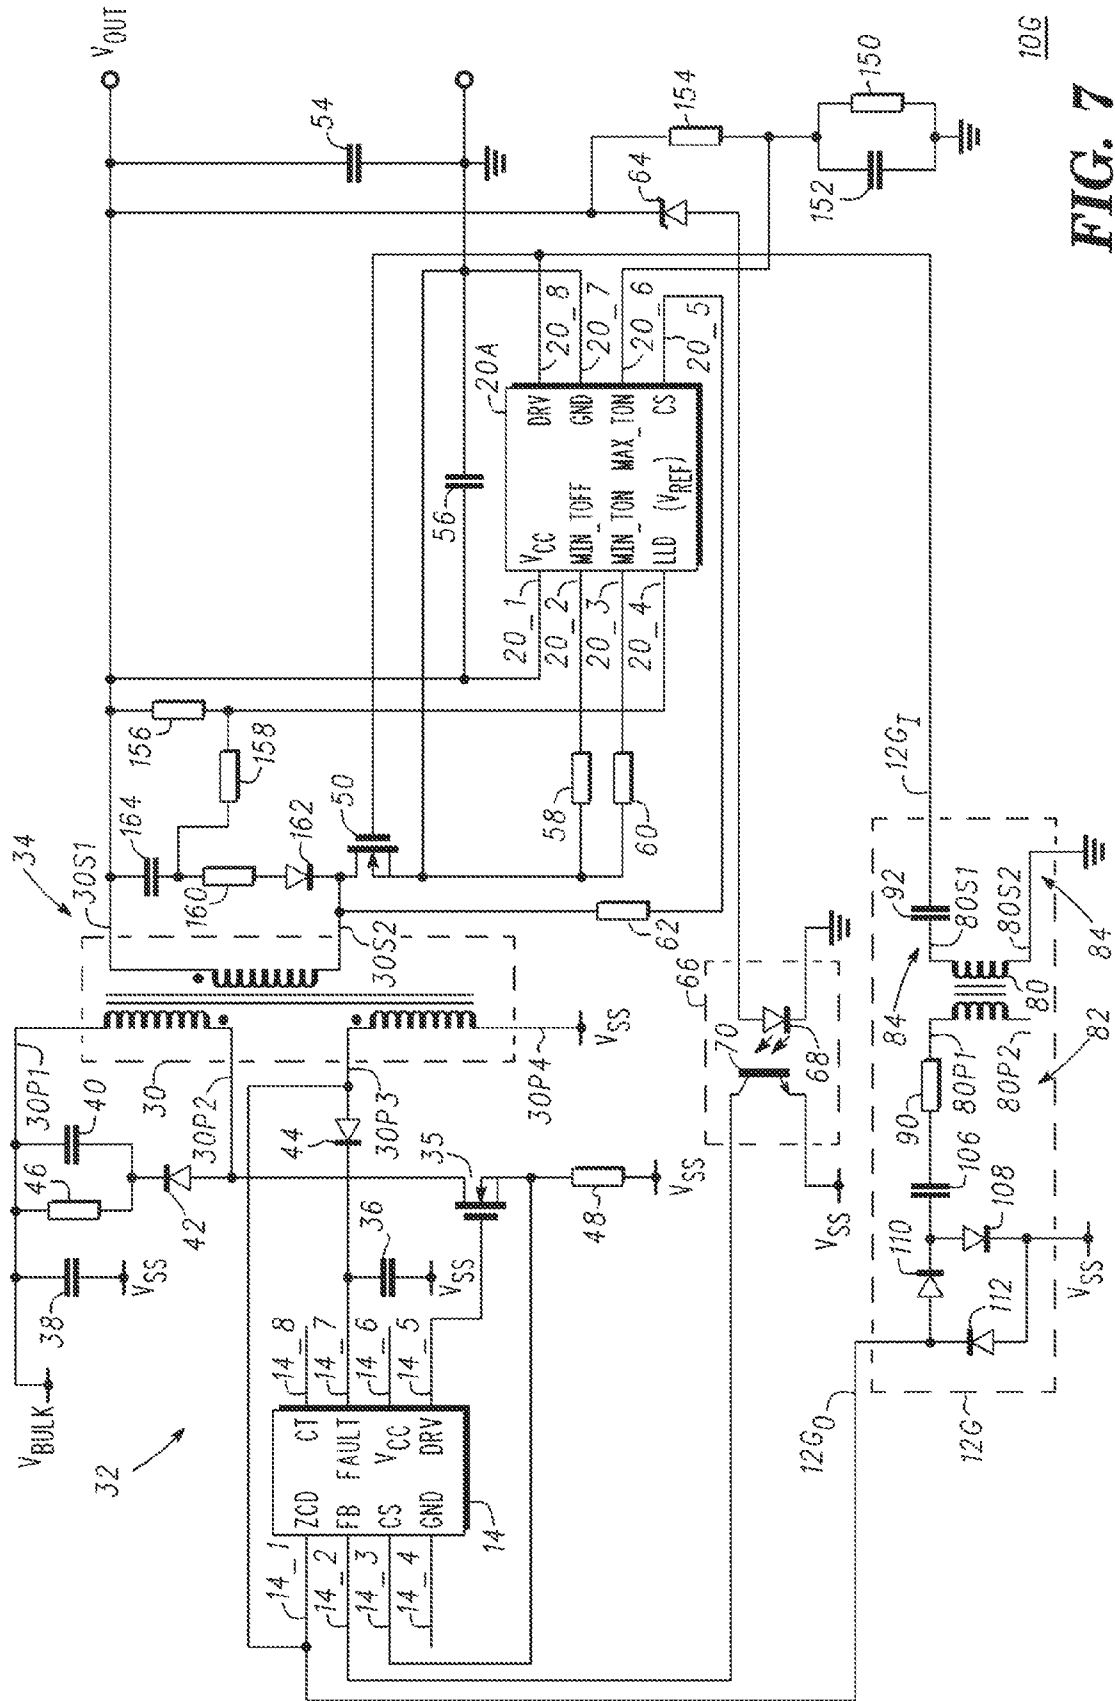 V_BULK
38
V_SS
46
40
42
30P1
30
30P2
34
30S1
164
156
158
160
162
30S2
50
V_OUT
54
56
32
14_1
14_2
14_3
14_4
ZCD
FB
CS
GND
CT
FAULT
V_CC
DRV
14
14_8
14_7
14_6
14_5
36
V_SS
44
30P3
35
48
V_SS
30P4
V_SS
58
60
62
20_1
20_2
20_3
20_4
V_CC
MIN_TOFF
MIN_TON
LLD
DRV
GND
MAX_TON
CS
(V_REF)
20A
20_8
20_7
20_6
20_5
64
154
152
150
66
70
68
V_SS
12G_O
12G
110
112
108
V_SS
106
90
80P1
80P2
82
84
92
80S1
80S2
80
84
12G_I
10G
FIG. 7